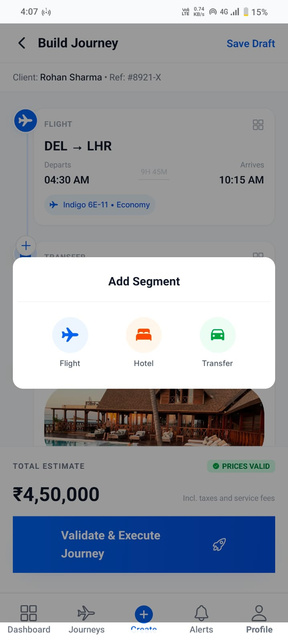 4:07
Vo) LTE 0.74 KB/s 4G 15%
Build Journey
Save Draft
Client: Rohan Sharma • Ref: #8921-X
FLIGHT
DEL → LHR
Departs
Arrives
04:30 AM
9H 45M
10:15 AM
Indigo 6E-11 • Economy
TRANSFER
Add Segment
Flight
Hotel
Transfer
TOTAL ESTIMATE
PRICES VALID
₹4,50,000
Incl. taxes and service fees
Validate & Execute
Journey
Dashboard
Journeys
Create
Alerts
Profile